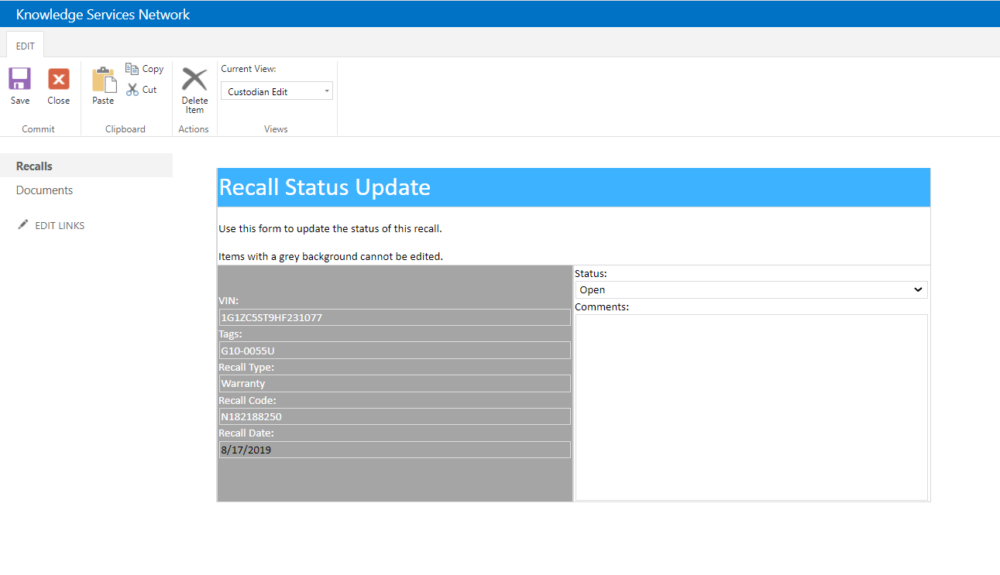 Knowledge Services Network
EDIT
Save
Close
Commit
Paste
Copy
Cut
Clipboard
Delete
Item
Actions
Current View:
Custodian Edit
Views
Recalls
Documents
EDIT LINKS
Recall Status Update
Use this form to update the status of this recall.
Items with a grey background cannot be edited.
VIN:
1G1ZC5ST9HF231077
Tags:
G10-0055U
Recall Type:
Warranty
Recall Code:
N182188250
Recall Date:
8/17/2019
Status:
Open
Comments: